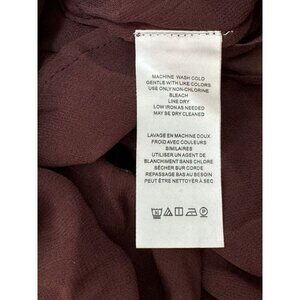 MACHINE WASH COLD
GENTLE WITH LIKE COLORS
USE ONLY NON-CHLORINE
BLEACH
LINE DRY
LOW IRON AS NEEDED
MAY BE DRY CLEANED
LAVAGE EN MACHINE DOUX
FROID AVEC COULEURS
SIMILAIRES
UTILISER UN AGENT DE
BLANCHIMENT SANS CHLORE
SÉCHER SUR CORDE
REPASSAGE BAS AU BESOIN
PEUT ÊTRE NETTOYER À SEC